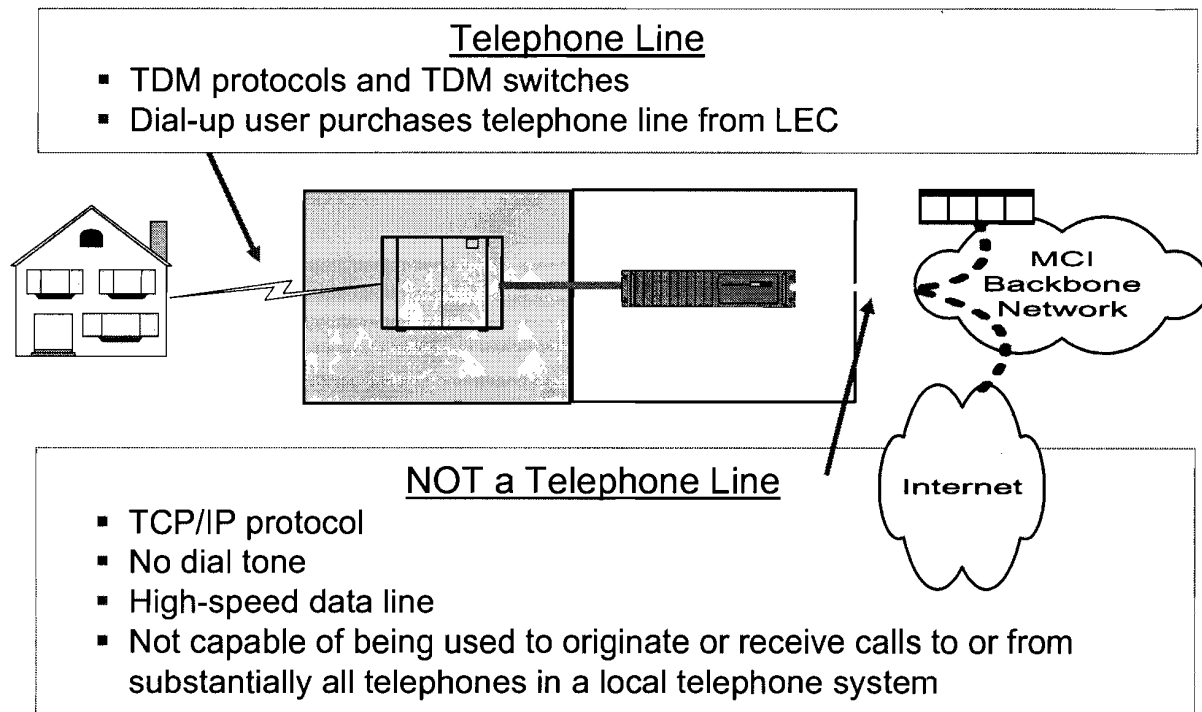 Telephone Line
▪ TDM protocols and TDM switches
▪ Dial-up user purchases telephone line from LEC
MCI
Backbone
Network
Internet
NOT a Telephone Line
▪ TCP/IP protocol
▪ No dial tone
▪ High-speed data line
▪ Not capable of being used to originate or receive calls to or from
substantially all telephones in a local telephone system